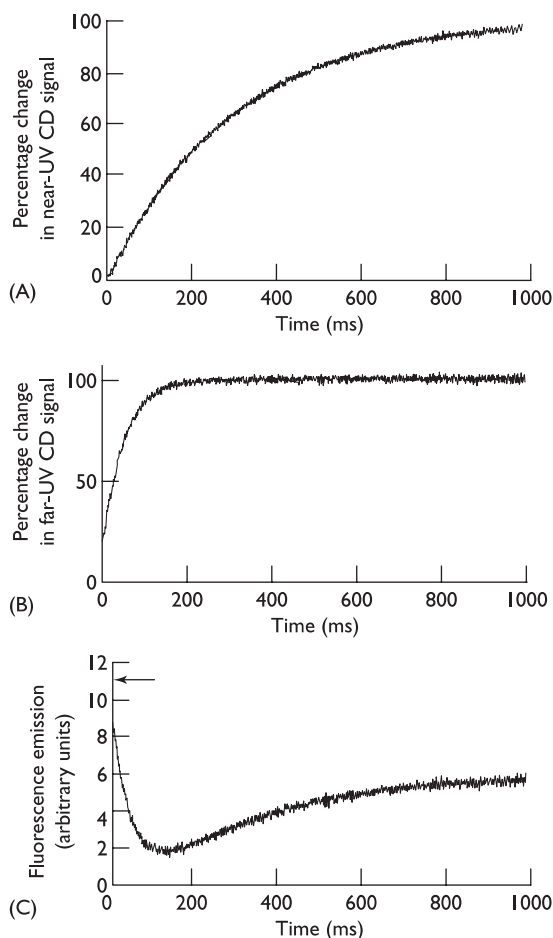 100
80
60
40
20
0
Percentage change
in near-UV CD signal
0 200 400 600 800 1000
Time (ms)
(A)
100
50
0
Percentage change
in far-UV CD signal
0 200 400 600 800 1000
Time (ms)
(B)
12
10
8
6
4
2
0
Fluorescence emission
(arbitrary units)
0 200 400 600 800 1000
Time (ms)
(C)